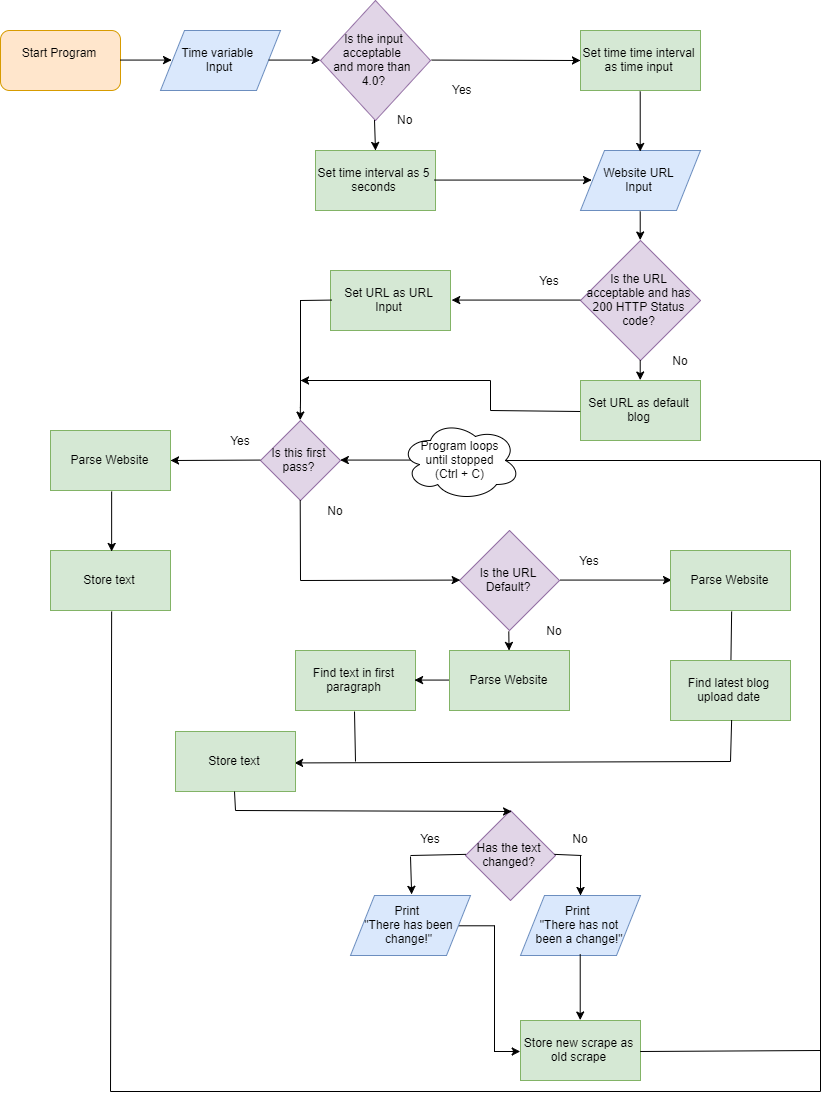 Start Program
Time variable
Input
Is the input
acceptable
and more than
4.0?
Yes
Set time time interval
as time input
No
Set time interval as 5
seconds
Website URL
Input
Is the URL
acceptable and has
200 HTTP Status
code?
Yes
Set URL as URL
Input
No
Set URL as default
blog
Is this first
pass?
Yes
Parse Website
Program loops
until stopped
(Ctrl + C)
No
Store text
Is the URL
Default?
Yes
Parse Website
No
Parse Website
Find text in first
paragraph
Find latest blog
upload date
Store text
Has the text
changed?
Yes
No
Print
"There has been
change!"
Print
"There has not
been a change!"
Store new scrape as
old scrape